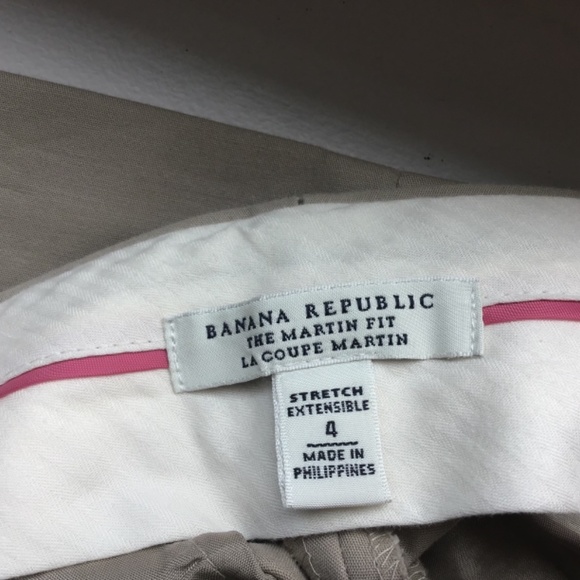 BANANA REPUBLIC
THE MARTIN FIT
LA COUPE MARTIN
STRETCH
EXTENSIBLE
4
MADE IN
PHILIPPINES